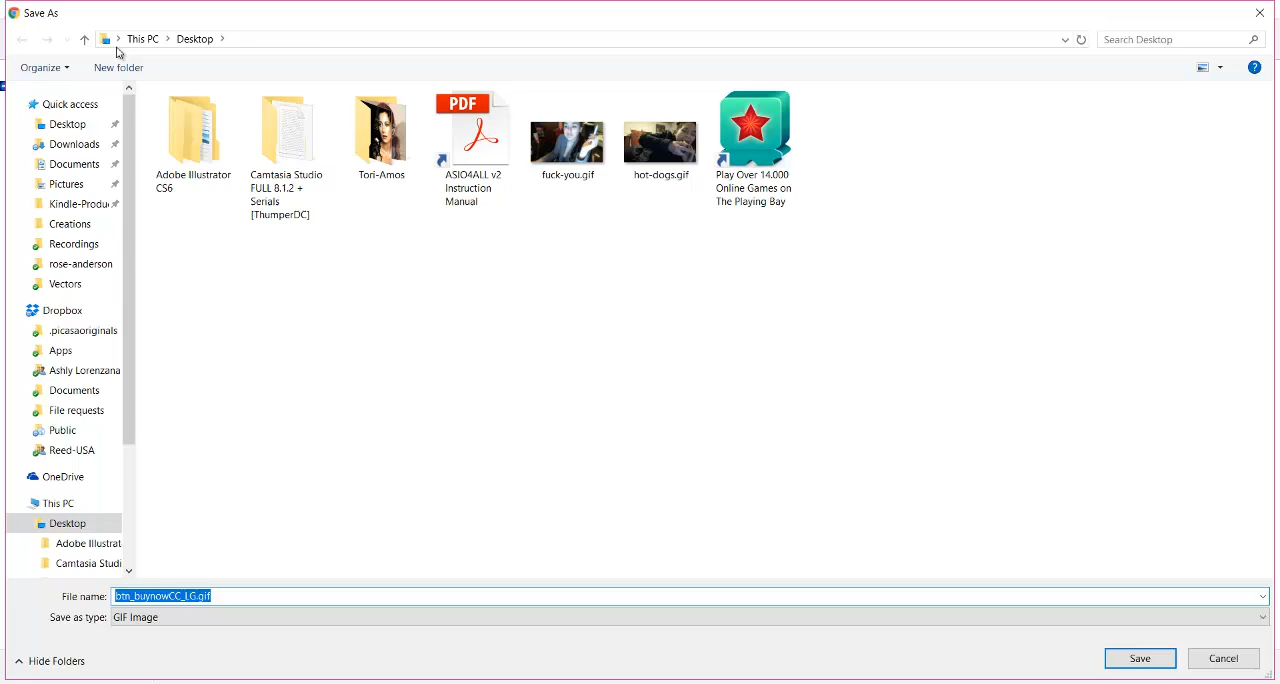 Save As
This PC
Desktop
Search Desktop
Organize
New folder
Quick access
Desktop
Downloads
Documents
Pictures
Kindle-Produ
Creations
Recordings
rose-anderson
Vectors
Dropbox
.picasaoriginals
Apps
Ashly Lorenzana
Documents
File requests
Public
Reed-USA
OneDrive
This PC
Desktop
Adobe Illustrat
Camtasia Studi
Adobe Illustrator
CS6
Camtasia Studio
FULL 8.1.2 +
Serials
[ThumperDC]
Tori-Amos
PDF
ASIO4ALL v2
Instruction
Manual
fuck-you.gif
hot-dogs.gif
Play Over 14.000
Online Games on
The Playing Bay
File name: btn_buynowCC_LG.gif
Save as type: GIF Image
Hide Folders
Save
Cancel